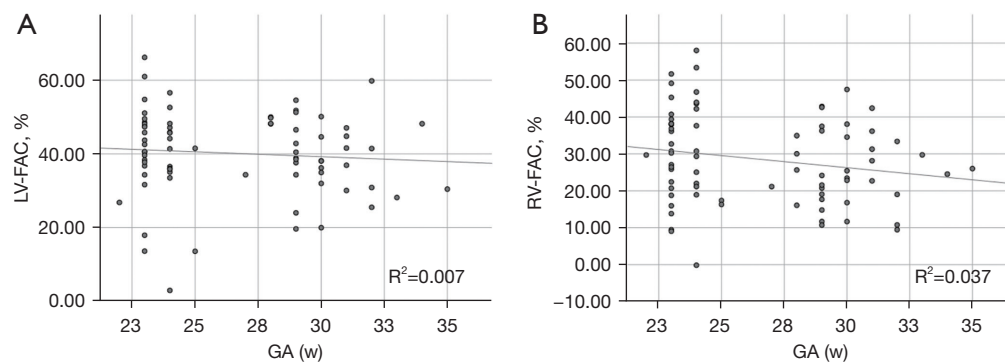 A
LV-FAC, %
60.00
40.00
20.00
0.00
R²=0.007
23 25 28 30 33 35
GA (w)
B
RV-FAC, %
60.00
50.00
40.00
30.00
20.00
10.00
0.00
−10.00
R²=0.037
23 25 28 30 33 35
GA (w)